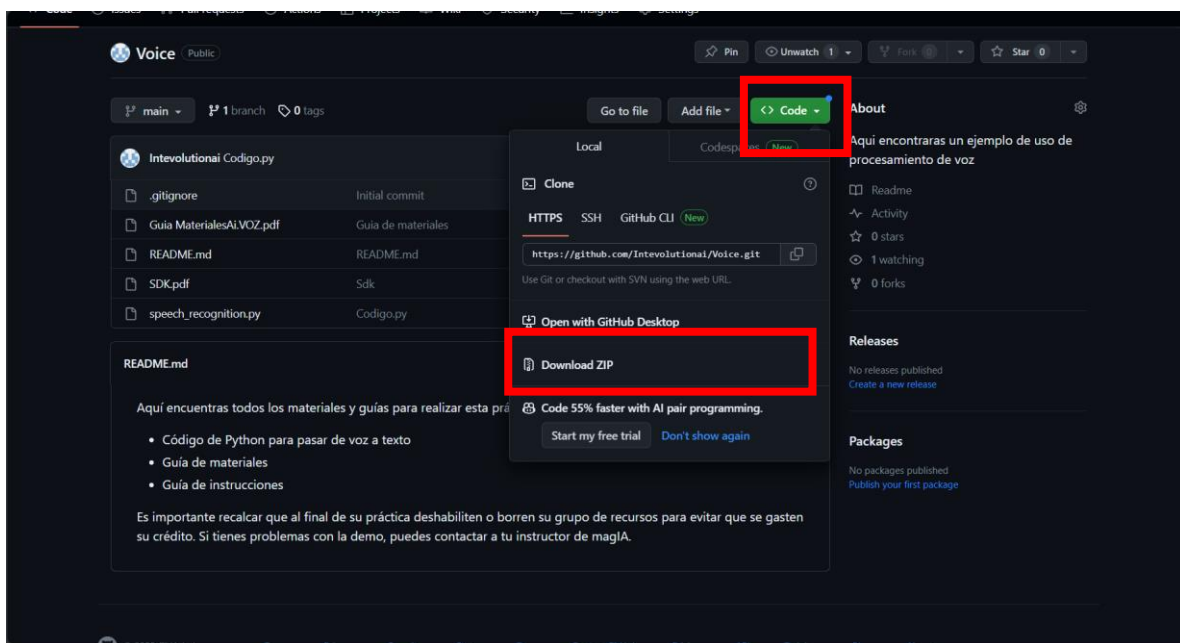 Voice Public
Pin
Unwatch 1
Fork 0
Star 0
main
1 branch
0 tags
Go to file
Add file
<> Code
About
Aqui encontraras un ejemplo de uso de
procesamiento de voz
Readme
Activity
0 stars
1 watching
0 forks
Releases
No releases published
Create a new release
Packages
No packages published
Publish your first package
Intevolutionai Codigo.py
.gitignore Initial commit
Guia MaterialesAi.VOZ.pdf Guia de materiales
README.md README.md
SDK.pdf Sdk
speech_recognition.py Codigo.py
Local
Codespaces New
Clone
HTTPS SSH GitHub CLI New
https://github.com/Intevolutionai/Voice.git
Use Git or checkout with SVN using the web URL.
Open with GitHub Desktop
Download ZIP
Code 55% faster with AI pair programming.
Start my free trial Don't show again
README.md
Aquí encuentras todos los materiales y guías para realizar esta prá
• Código de Python para pasar de voz a texto
• Guía de materiales
• Guía de instrucciones
Es importante recalcar que al final de su práctica deshabiliten o borren su grupo de recursos para evitar que se gasten
su crédito. Si tienes problemas con la demo, puedes contactar a tu instructor de magIA.